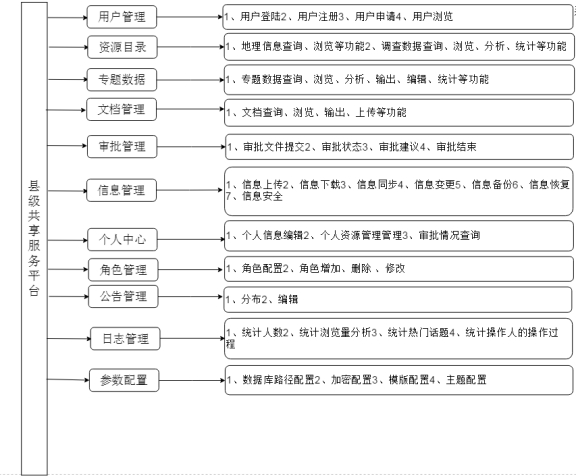 县级共享服务平台
用户管理
1、用户登陆2、用户注册3、用户申请4、用户浏览
资源目录
1、地理信息查询、浏览等功能2、调查数据查询、浏览、分析、统计等功能
专题数据
1、专题数据查询、浏览、分析、输出、编辑、统计等功能
文档管理
1、文档查询、浏览、输出、上传等功能
审批管理
1、审批文件提交2、审批状态3、审批建议4、审批结束
信息管理
1、信息上传2、信息下载3、信息同步4、信息变更5、信息备份6、信息恢复
7、信息安全
个人中心
1、个人信息编辑2、个人资源管理管理3、审批情况查询
角色管理
1、角色配置2、角色增加、删除 、修改
公告管理
1、分布2、编辑
日志管理
1、统计人数2、统计浏览量分析3、统计热门话题4、统计操作人的操作过
程
参数配置
1、数据库路径配置2、加密配置3、模版配置4、主题配置